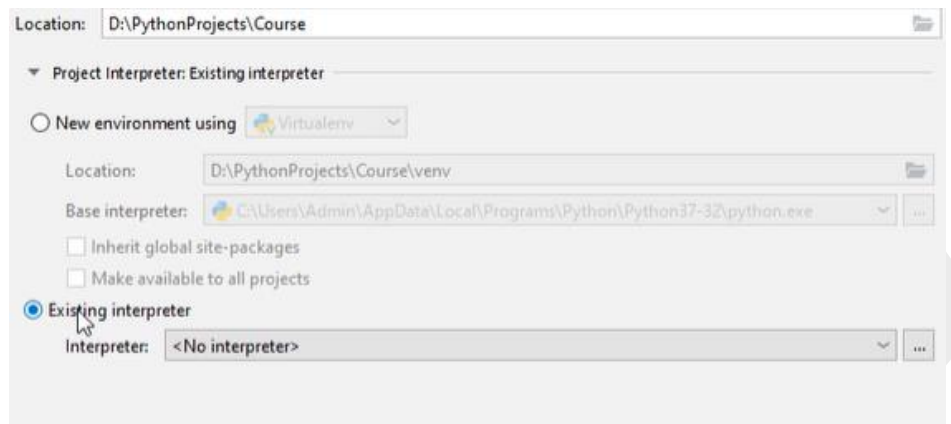 Location: D:\PythonProjects\Course
Project Interpreter: Existing interpreter
New environment using Virtualenv
Location: D:\PythonProjects\Course\venv
Base interpreter: C:\Users\Admin\AppData\Local\Programs\Python\Python37-32\python.exe ...
Inherit global site-packages
Make available to all projects
Existing interpreter
Interpreter: <No interpreter> ...